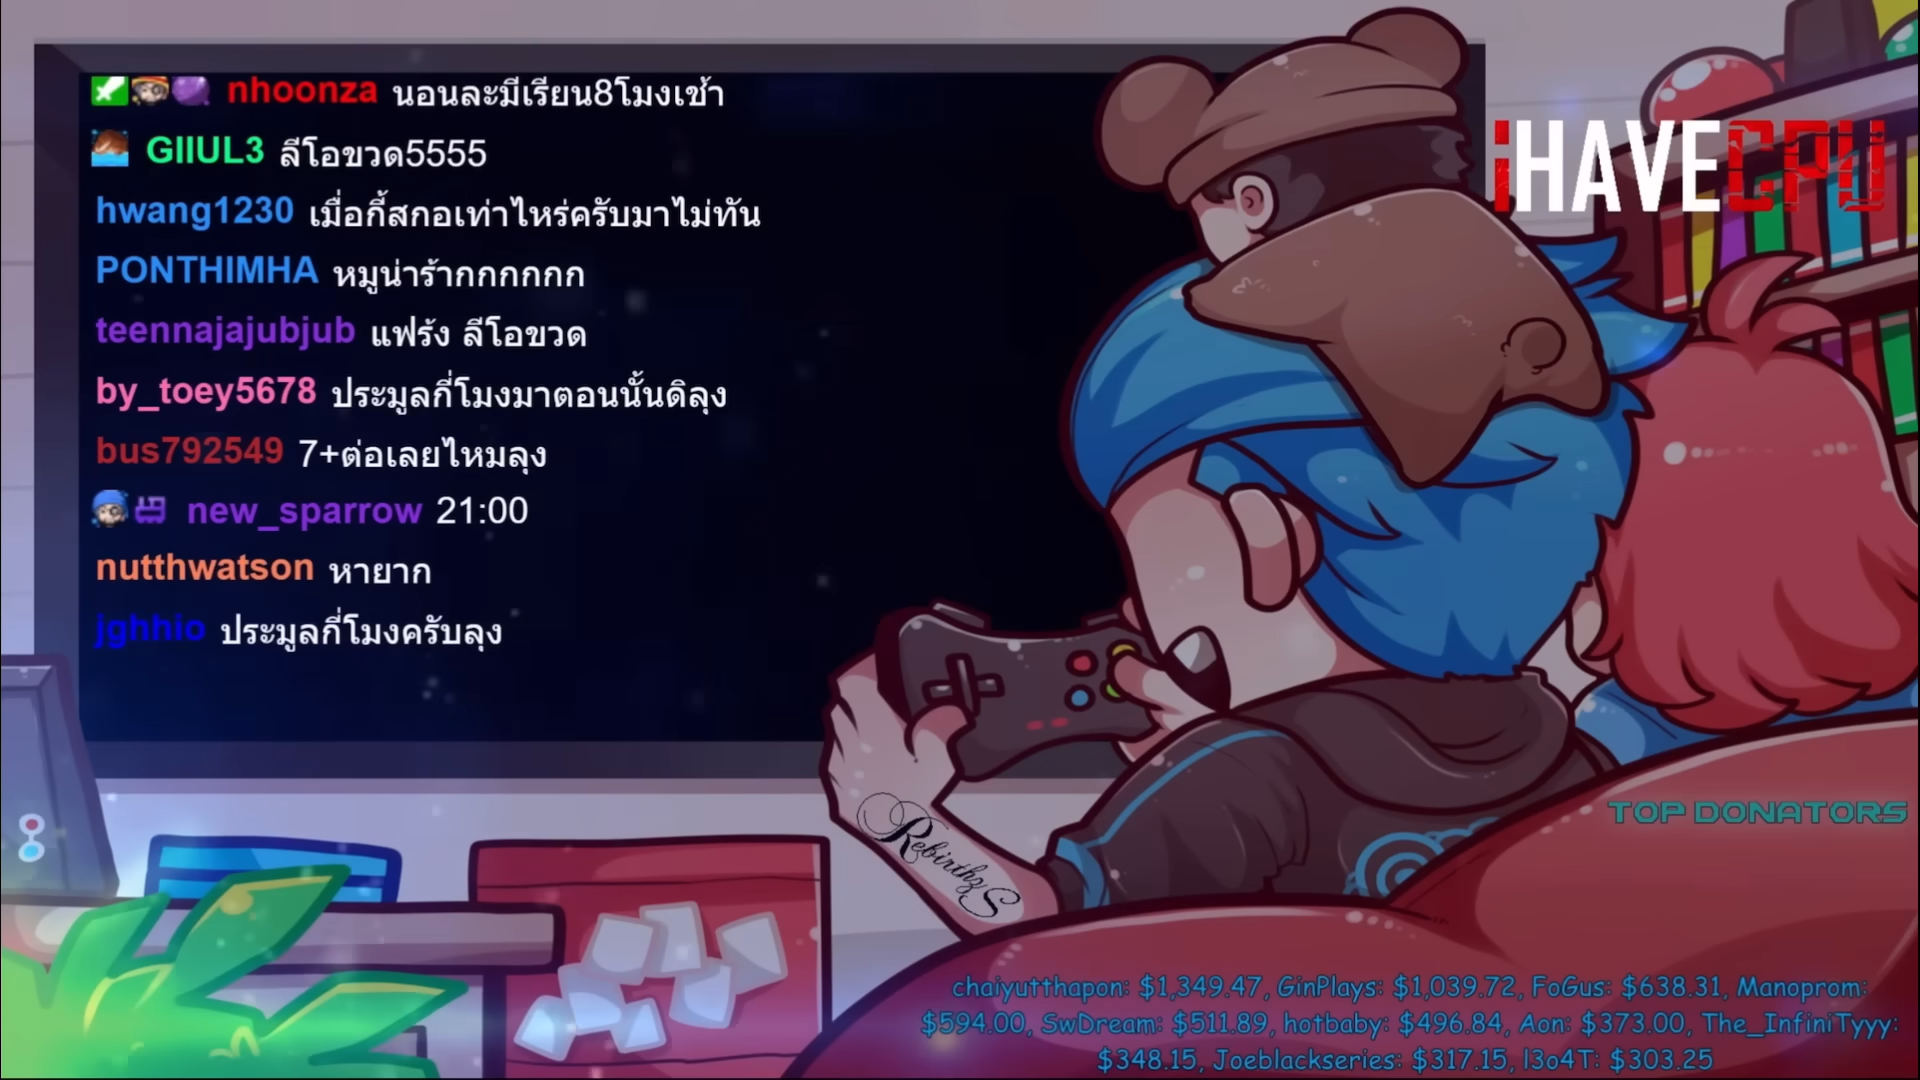 nhoonza นอนละมีเรียน8โมงเช้า
GIIUL3 ลีโอขวด5555
hwang1230 เมื่อกี้สกอเท่าไหร่ครับมาไม่ทัน
PONTHIMHA หมูน่าร้ากกกกกก
teennajajubjub แฟร้ง ลีโอขวด
by_toey5678 ประมูลกี่โมงมาตอนนั้นดิลุง
bus792549 7+ต่อเลยไหมลุง
new_sparrow 21:00
nutthwatson หายาก
jghhio ประมูลกี่โมงครับลุง
iHAVECPU
RebirthzS
TOP DONATORS
chaiyutthapon: $1,349.47, GinPlays: $1,039.72, FoGus: $638.31, Manoprom:
$594.00, SwDream: $511.89, hotbaby: $496.84, Aon: $373.00, The_InfiniTyyy:
$348.15, Joeblackseries: $317.15, l3o4T: $303.25